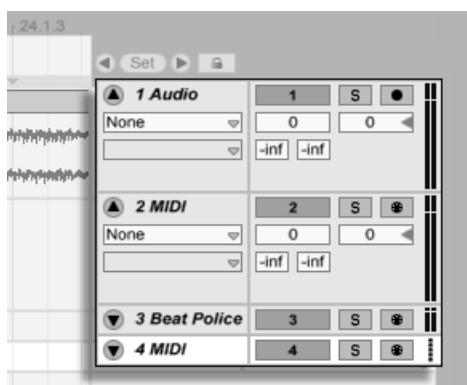 24.1.3
Set
1 Audio 1 S
None 0 0
-inf -inf
2 MIDI 2 S
None 0 0
-inf -inf
3 Beat Police 3 S
4 MIDI 4 S